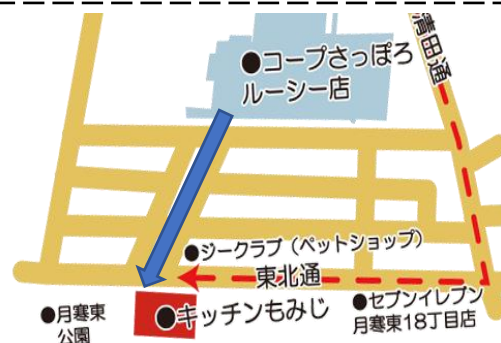 ●コープさっぽろ
ルーシー店
清田通
●ジークラブ（ペットショップ）
東北通
●月寒東
公園
●キッチンもみじ
●セブンイレブン
月寒東18丁目店